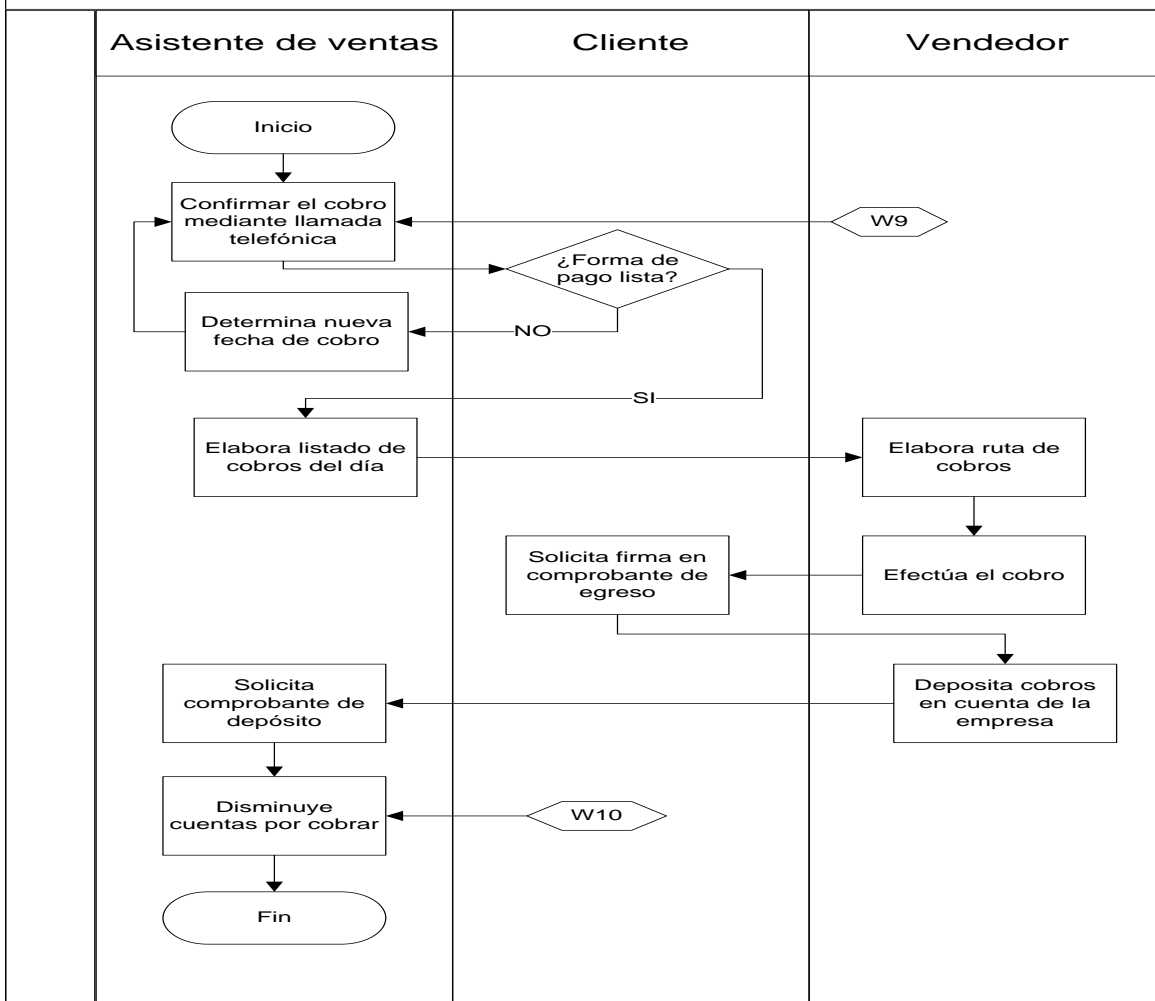 Asistente de ventas
Cliente
Vendedor
Inicio
Confirmar el cobro
mediante llamada
telefónica
W9
¿Forma de
pago lista?
Determina nueva
fecha de cobro
NO
SI
Elabora listado de
cobros del día
Elabora ruta de
cobros
Solicita firma en
comprobante de
egreso
Efectúa el cobro
Solicita
comprobante de
depósito
Deposita cobros
en cuenta de la
empresa
Disminuye
cuentas por cobrar
W10
Fin